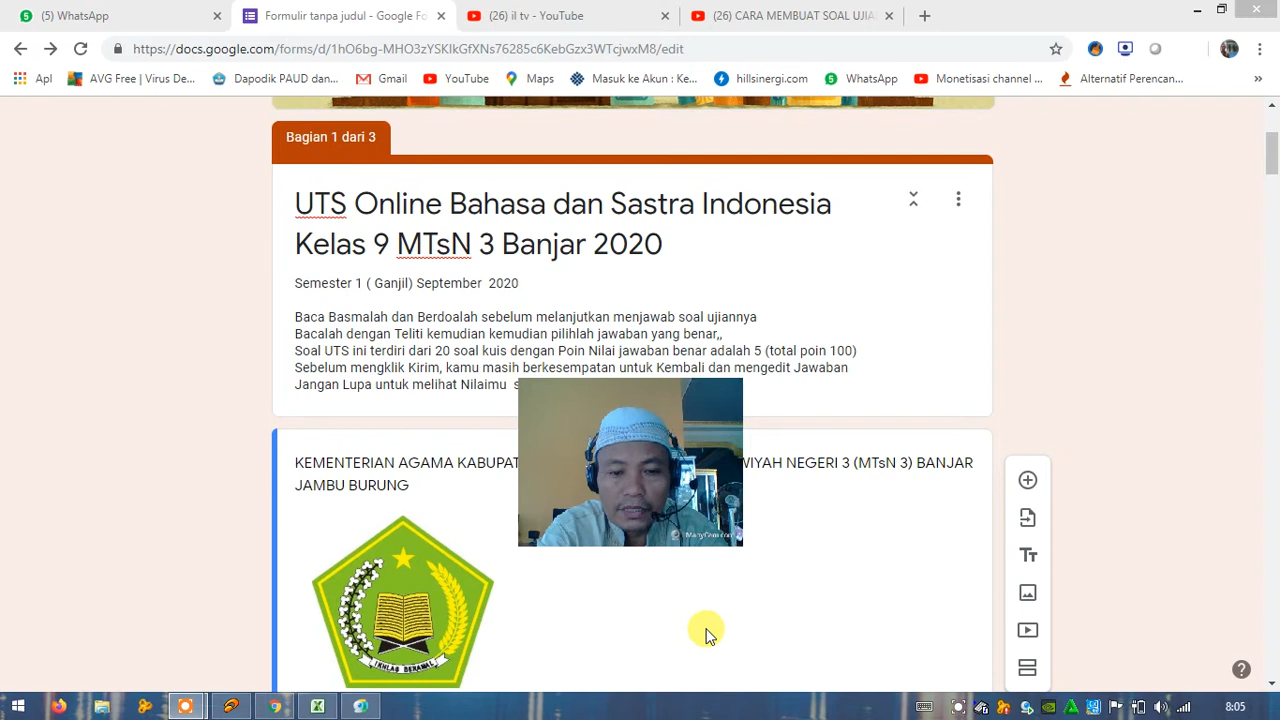 (5) WhatsApp
Formulir tanpa judul - Google Fo
(26) il tv - YouTube
(26) CARA MEMBUAT SOAL UJIA
https://docs.google.com/forms/d/1hO6bg-MHO3zYSKIkGfXNs76285c6KebGzx3WTcjwxM8/edit
Apl
AVG Free | Virus De...
Dapodik PAUD dan...
Gmail
YouTube
Maps
Masuk ke Akun : Ke...
hillsinergi.com
WhatsApp
Monetisasi channel ...
Alternatif Perencan...
»
Bagian 1 dari 3
UTS Online Bahasa dan Sastra Indonesia
Kelas 9 MTsN 3 Banjar 2020
Semester 1 ( Ganjil) September 2020
Baca Basmalah dan Berdoalah sebelum melanjutkan menjawab soal ujiannya
Bacalah dengan Teliti kemudian kemudian pilihlah jawaban yang benar,,
Soal UTS ini terdiri dari 20 soal kuis dengan Poin Nilai jawaban benar adalah 5 (total poin 100)
Sebelum mengklik Kirim, kamu masih berkesempatan untuk Kembali dan mengedit Jawaban
Jangan Lupa untuk melihat Nilaimu s
KEMENTERIAN AGAMA KABUPAT WIYAH NEGERI 3 (MTsN 3) BANJAR
JAMBU BURUNG
ManyCam.com
IKHLAS BERAMAL
Tt
8:05